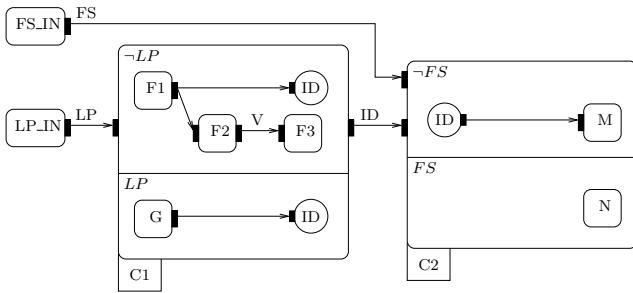 FS_IN
FS
¬LP
¬FS
F1
ID
LP_IN
LP
F2
V
F3
ID
ID
M
LP
FS
G
ID
N
C1
C2